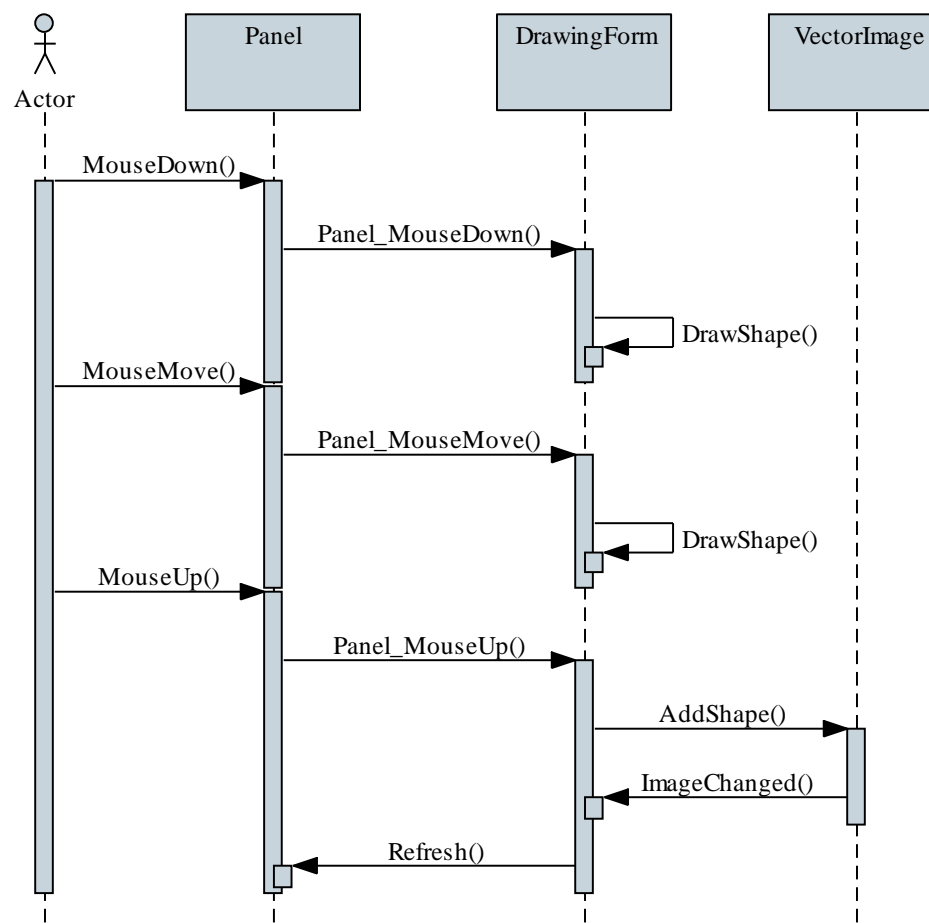 Panel
DrawingForm
VectorImage
Actor
MouseDown()
Panel_MouseDown()
DrawShape()
MouseMove()
Panel_MouseMove()
DrawShape()
MouseUp()
Panel_MouseUp()
AddShape()
ImageChanged()
Refresh()